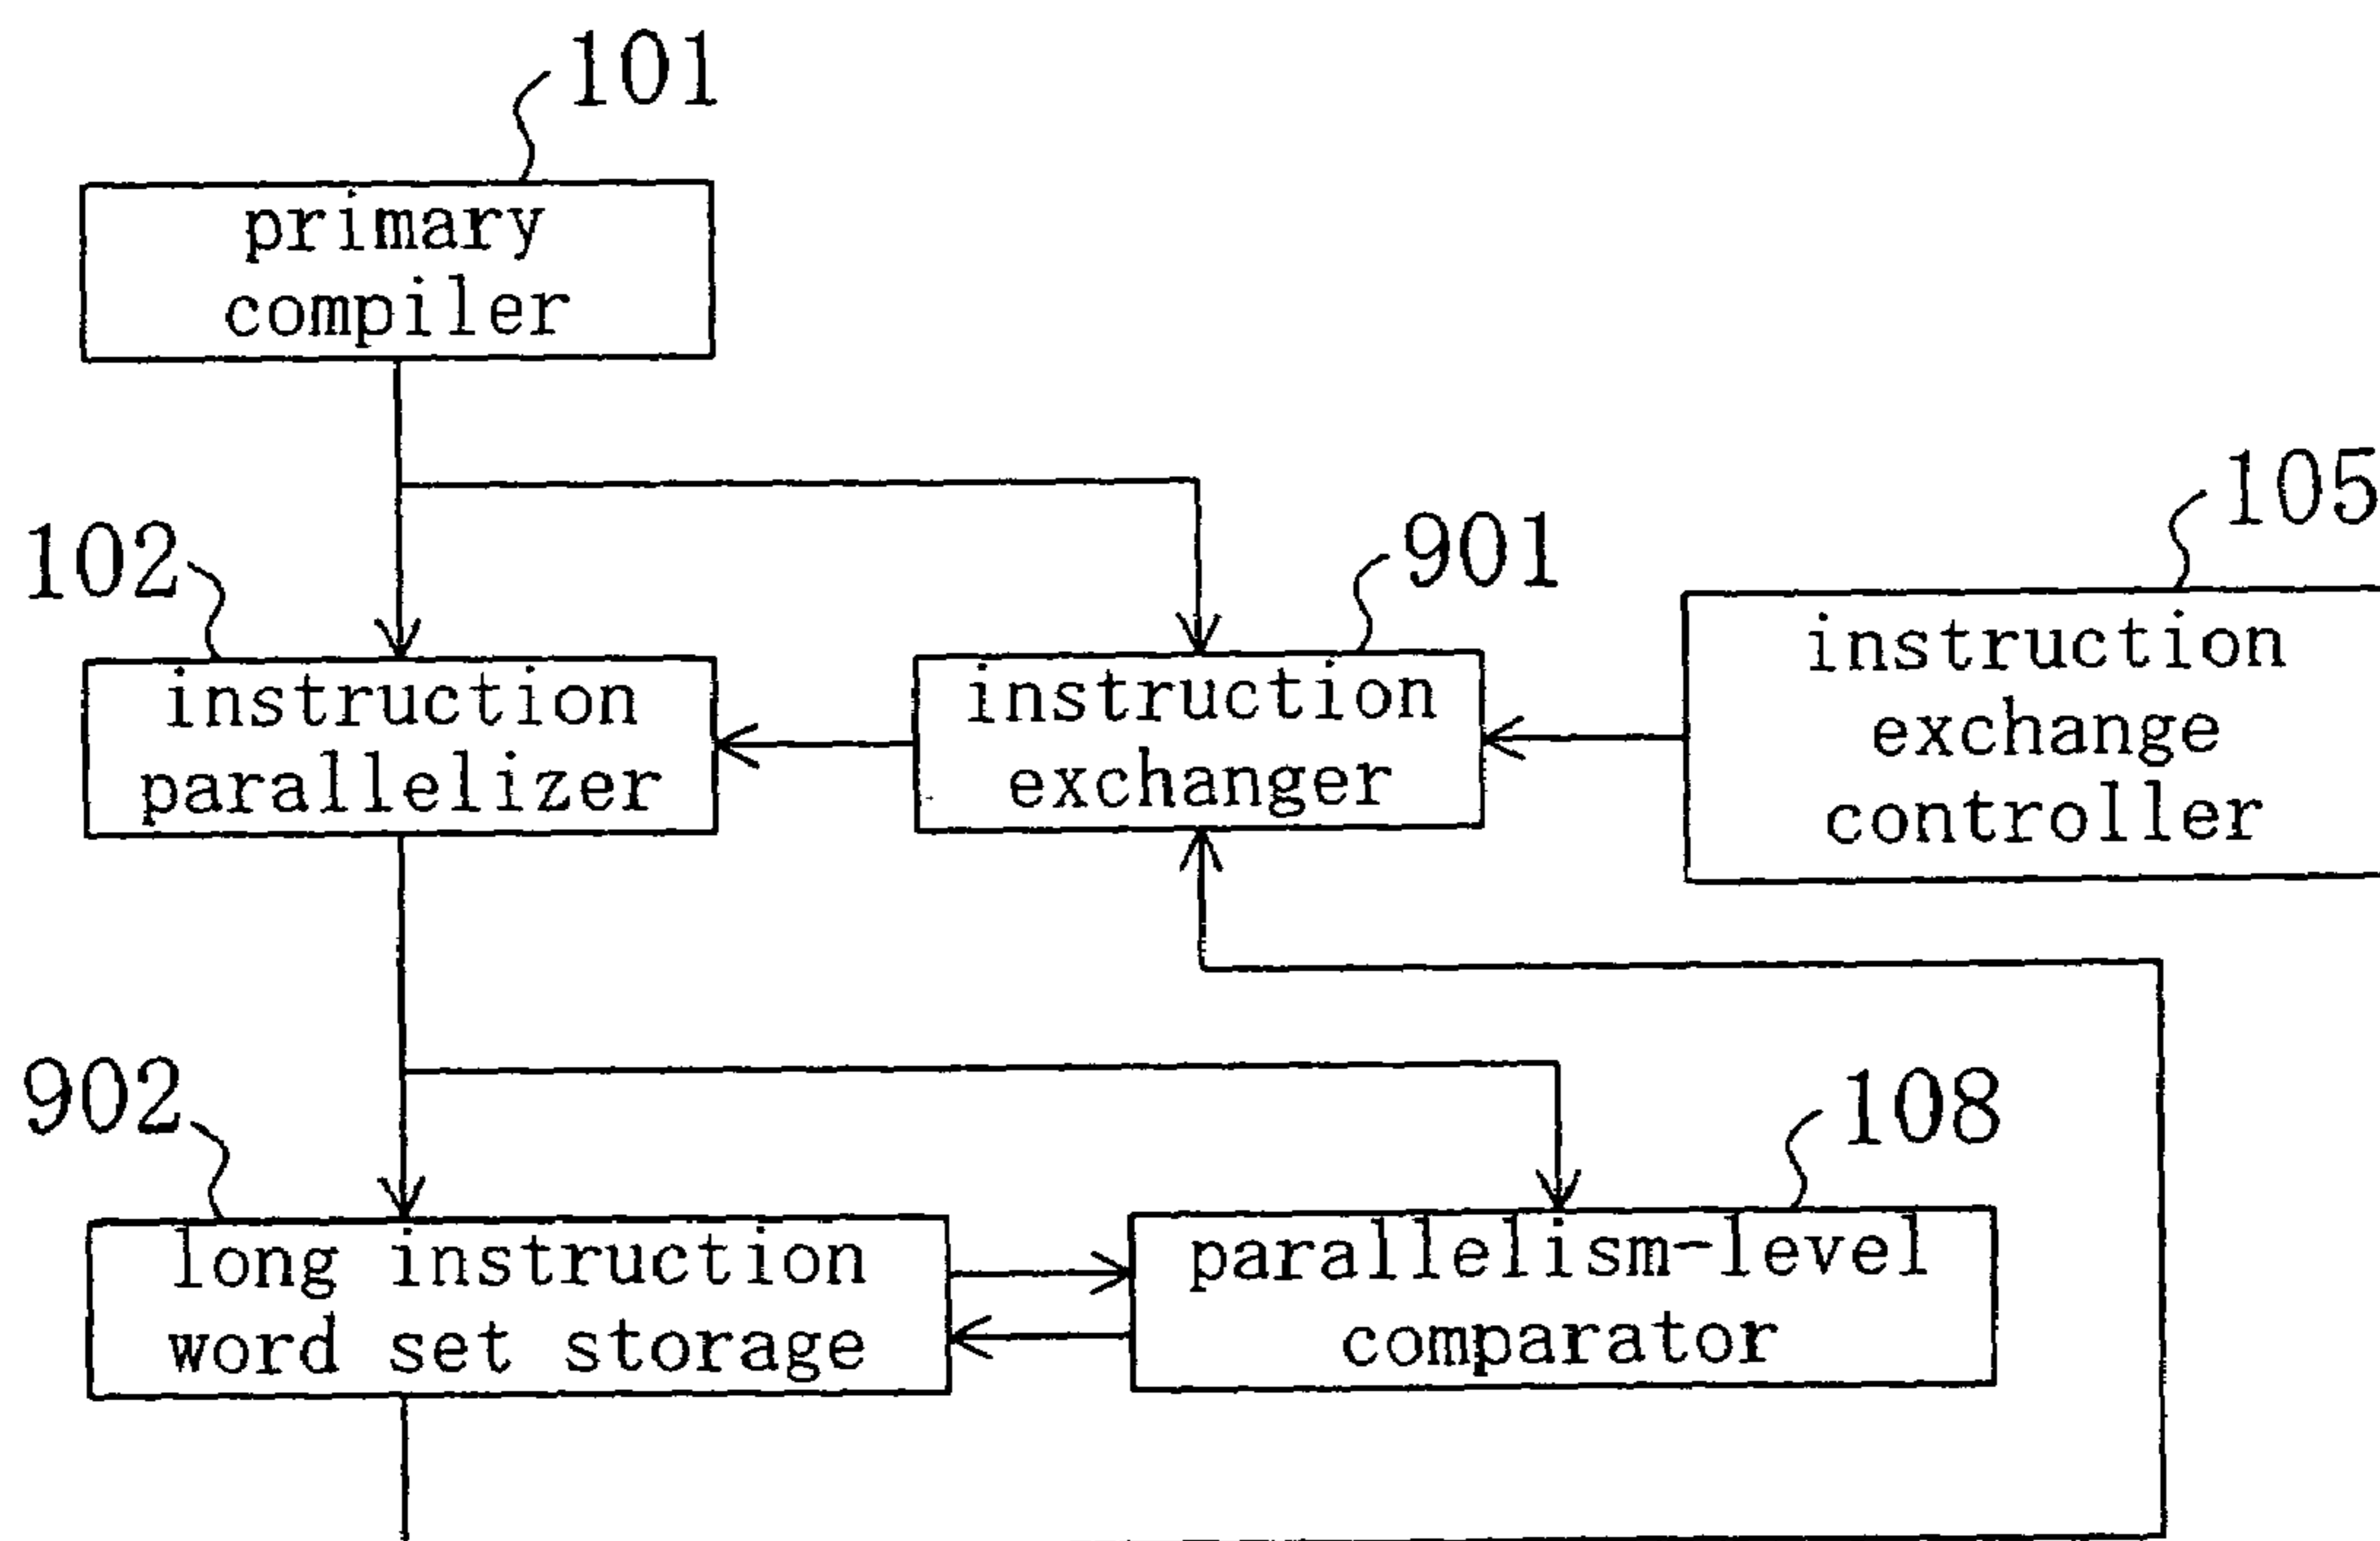 101
primary
compiler
105
102
901
instruction
parallelizer
instruction
exchanger
instruction
exchange
controller
902
108
long instruction
word set storage
parallelism-level
comparator